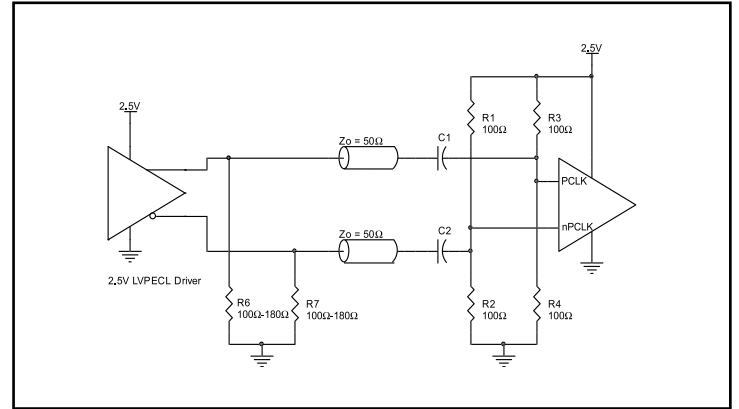 2.5V
2.5V
R1
100Ω
R3
100Ω
Zo = 50Ω
C1
PCLK
nPCLK
Zo = 50Ω
C2
2.5V LVPECL Driver
R6
100Ω-180Ω
R7
100Ω-180Ω
R2
100Ω
R4
100Ω